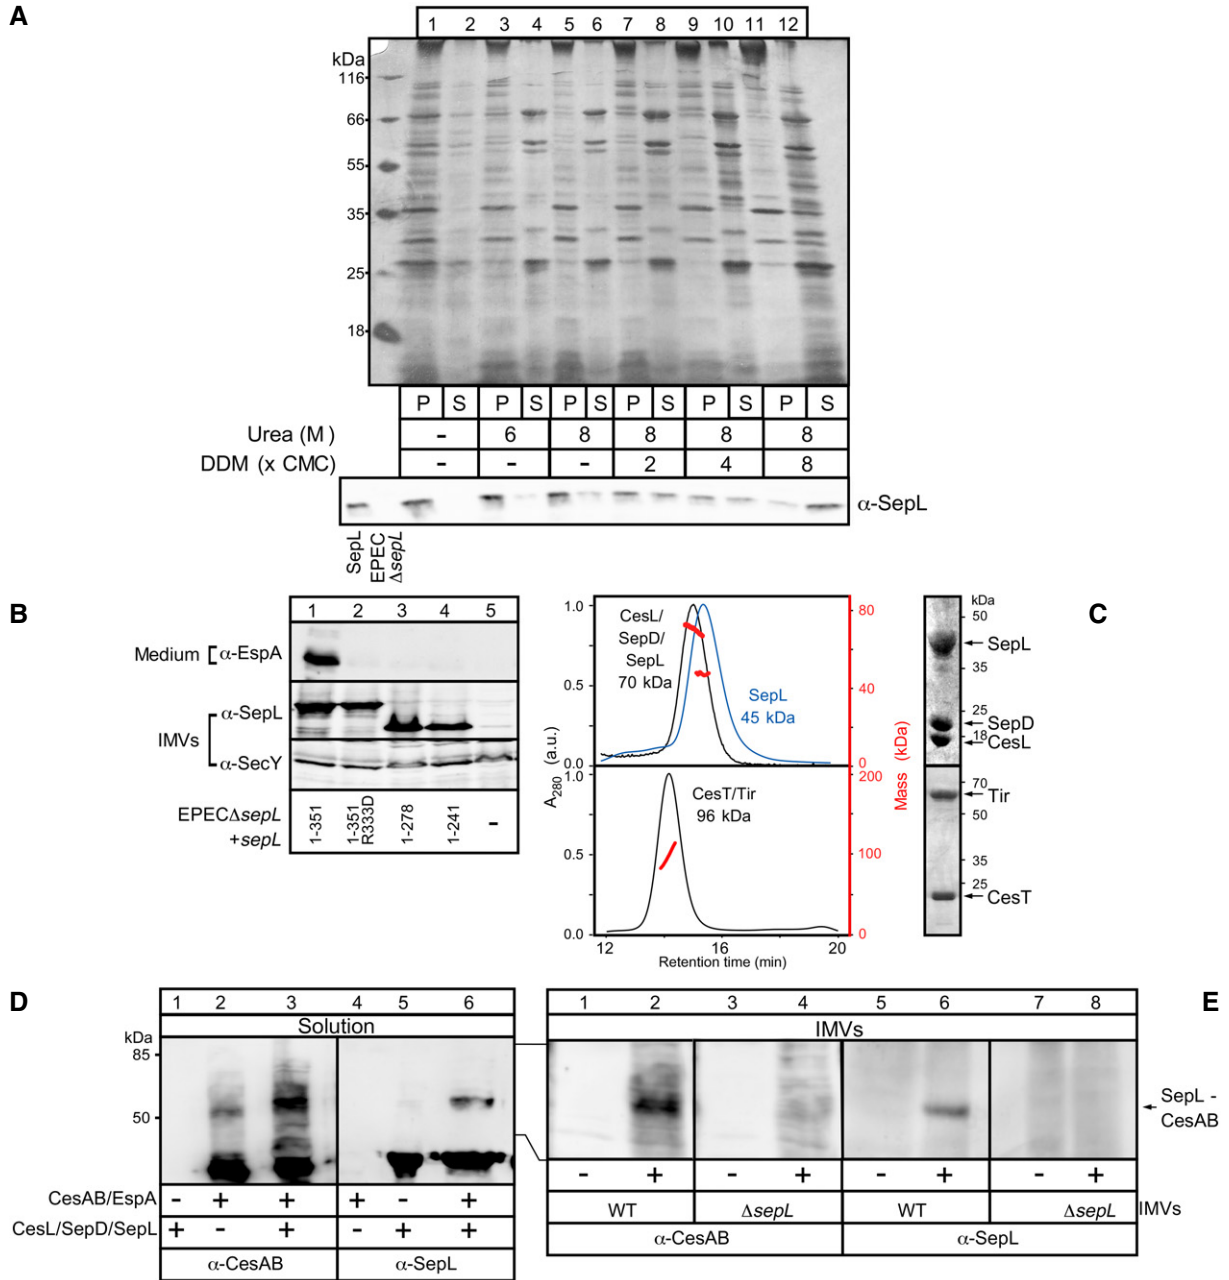 A
1 2 3 4 5 6 7 8 9 10 11 12
kDa
116
66
55
35
25
18
P S P S P S P S P S P S
Urea (M) - 6 8 8 8 8
DDM (x CMC) - - - 2 4 8
α-SepL
SepL
EPEC
ΔsepL
B
1 2 3 4 5
Medium [ α-EspA
IMVs [ α-SepL
α-SecY
EPECΔsepL
+sepL
1-351
1-351
R333D
1-278
1-241
-
C
1.0
0.5
0.0
1.0
0.5
0.0
A280 (a.u.)
CesL/
SepD/
SepL
70 kDa
SepL
45 kDa
80
40
0
CesT/Tir
96 kDa
200
100
0
Mass (kDa)
12 16 20
Retention time (min)
kDa
50
SepL
35
25
SepD
18
CesL
70
Tir
50
35
25
CesT
D
1 2 3 4 5 6
Solution
kDa
85
50
CesAB/EspA - + + + - +
CesL/SepD/SepL + - + - + +
α-CesAB α-SepL
E
1 2 3 4 5 6 7 8
IMVs
SepL -
CesAB
- + - + - + - +
WT ΔsepL WT ΔsepL IMVs
α-CesAB α-SepL